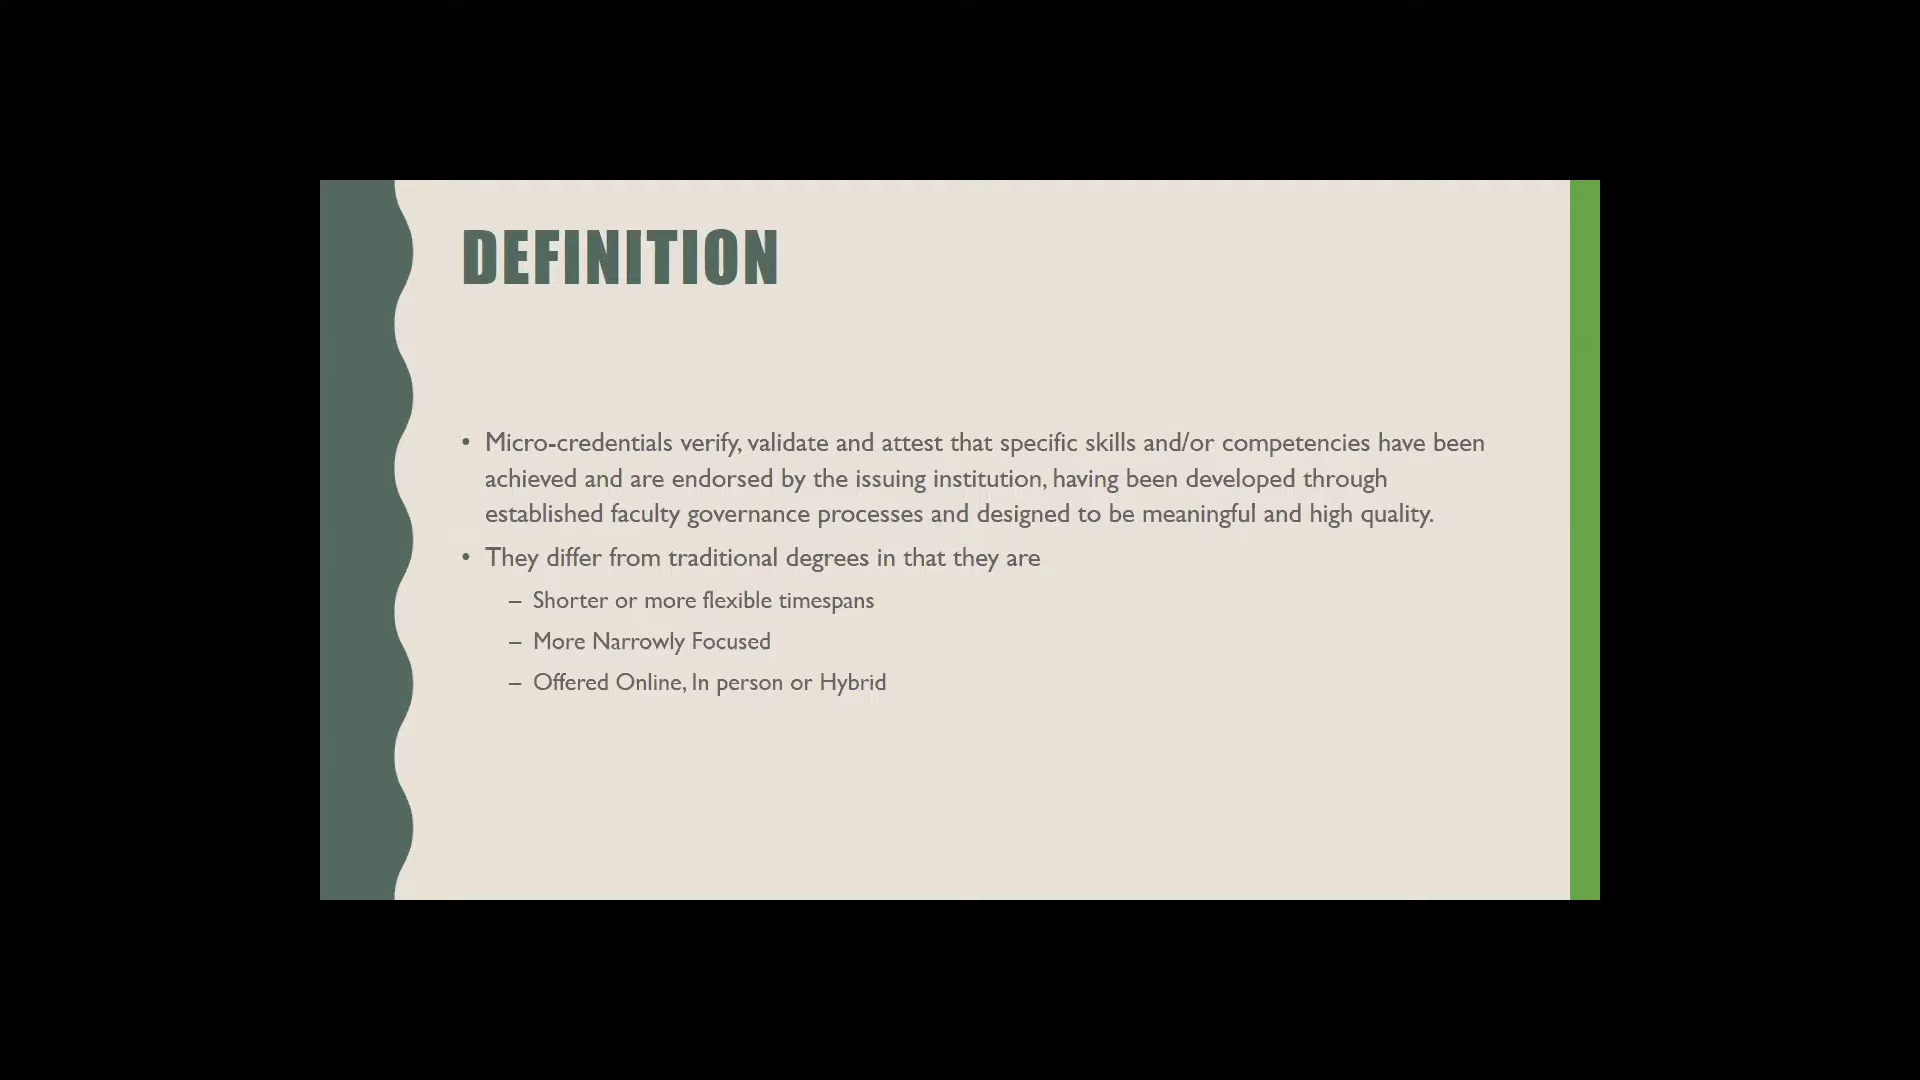 DEFINITION
• Micro-credentials verify, validate and attest that specific skills and/or competencies have been
achieved and are endorsed by the issuing institution, having been developed through
established faculty governance processes and designed to be meaningful and high quality.
• They differ from traditional degrees in that they are
– Shorter or more flexible timespans
– More Narrowly Focused
– Offered Online, In person or Hybrid